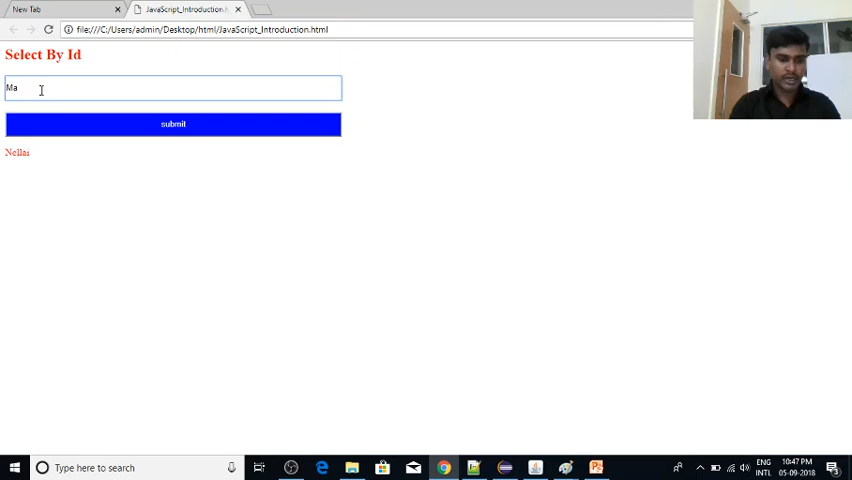 New Tab
JavaScript_Introduction.h
file:///C:/Users/admin/Desktop/html/JavaScript_Introduction.html
Select By Id
Ma
submit
Nellai
Type here to search
ENG
INTL
10:47 PM
05-09-2018
3